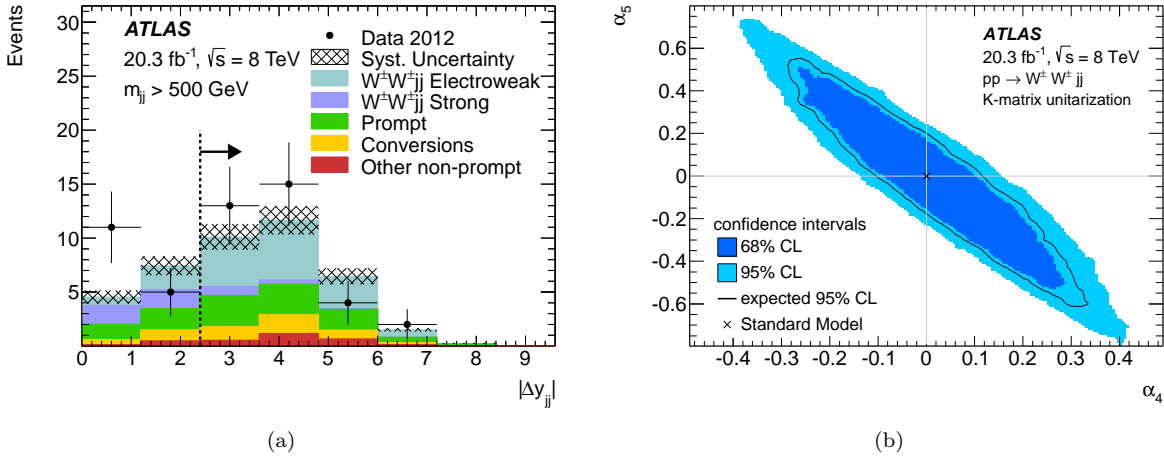 Events
30
25
20
15
10
5
ATLAS
20.3 fb⁻¹, √s = 8 TeV
m_jj > 500 GeV
Data 2012
Syst. Uncertainty
W±W±jj Electroweak
W±W±jj Strong
Prompt
Conversions
Other non-prompt
0 1 2 3 4 5 6 7 8 9
|Δy_jj|
(a)
α₅
0.6
0.4
0.2
0
-0.2
-0.4
-0.6
ATLAS
20.3 fb⁻¹, √s = 8 TeV
pp → W± W± jj
K-matrix unitarization
confidence intervals
68% CL
95% CL
expected 95% CL
Standard Model
-0.4 -0.3 -0.2 -0.1 0 0.1 0.2 0.3 0.4
α₄
(b)